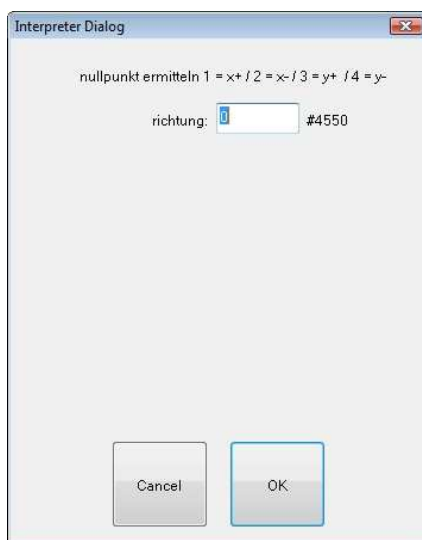 Interpreter Dialog
nullpunkt ermitteln 1 = x+ / 2 = x- / 3 = y+ / 4 = y-
richtung: 0 #4550
Cancel OK